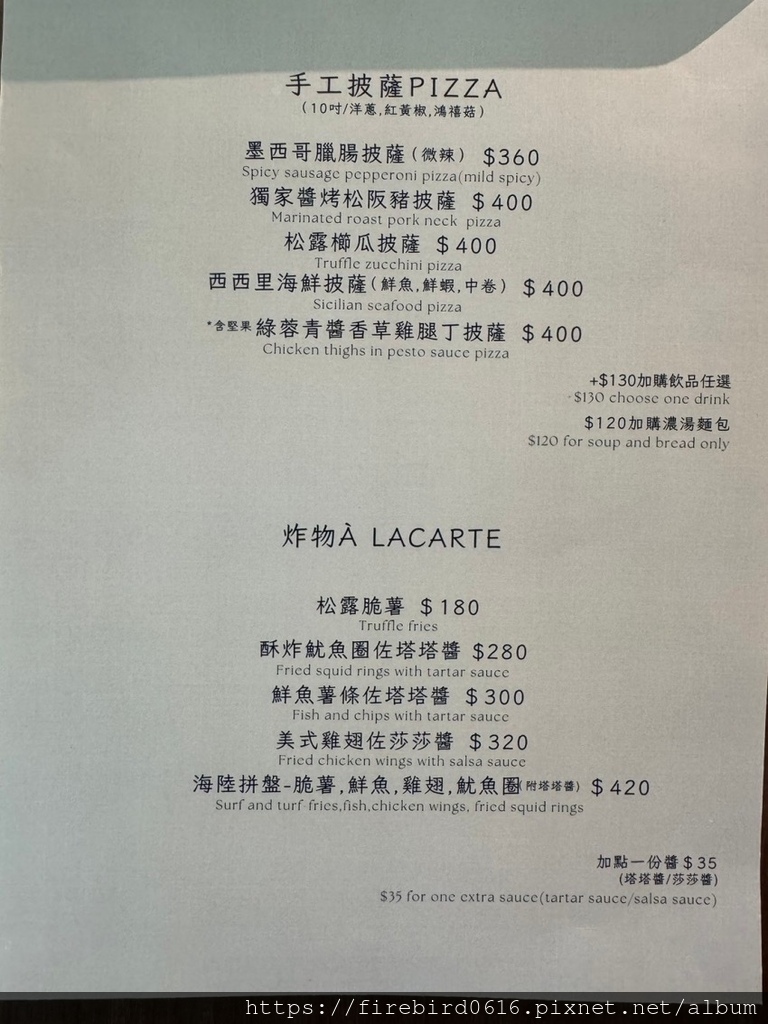 手工披薩PIZZA
(10吋/洋蔥,紅黃椒,鴻禧菇)
墨西哥臘腸披薩(微辣) $360
Spicy sausage pepperoni pizza(mild spicy)
獨家醬烤松阪豬披薩 $400
Marinated roast pork neck pizza
松露櫛瓜披薩 $400
Truffle zucchini pizza
西西里海鮮披薩(鮮魚,鮮蝦,中卷) $400
Sicilian seafood pizza
*含堅果 綠蓉青醬香草雞腿丁披薩 $400
Chicken thighs in pesto sauce pizza
+$130加購飲品任選
$130 choose one drink
$120加購濃湯麵包
$120 for soup and bread only
炸物À LACARTE
松露脆薯 $180
Truffle fries
酥炸魷魚圈佐塔塔醬 $280
Fried squid rings with tartar sauce
鮮魚薯條佐塔塔醬 $300
Fish and chips with tartar sauce
美式雞翅佐莎莎醬 $320
Fried chicken wings with salsa sauce
海陸拼盤-脆薯,鮮魚,雞翅,魷魚圈(附塔塔醬) $420
Surf and turf-fries,fish,chicken wings, fried squid rings
加點一份醬$35
(塔塔醬/莎莎醬)
$35 for one extra sauce(tartar sauce/salsa sauce)
https://firebird0616.pixnet.net/album